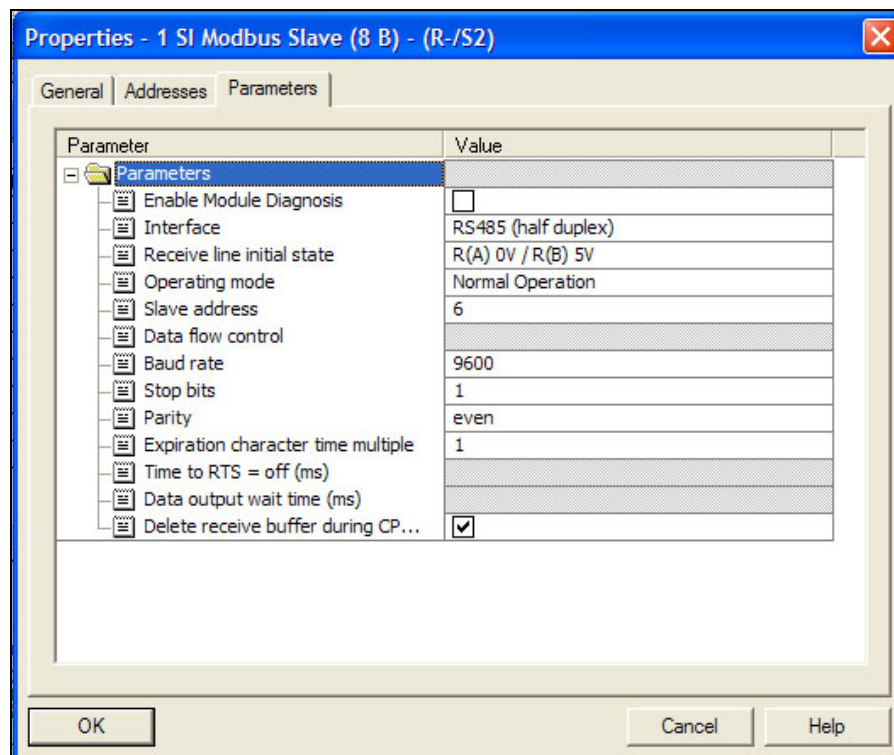 Properties - 1 SI Modbus Slave (8 B) - (R-/S2)
General Addresses Parameters
Parameter Value
Parameters
Enable Module Diagnosis
Interface RS485 (half duplex)
Receive line initial state R(A) 0V / R(B) 5V
Operating mode Normal Operation
Slave address 6
Data flow control
Baud rate 9600
Stop bits 1
Parity even
Expiration character time multiple 1
Time to RTS = off (ms)
Data output wait time (ms)
Delete receive buffer during CP...
OK Cancel Help